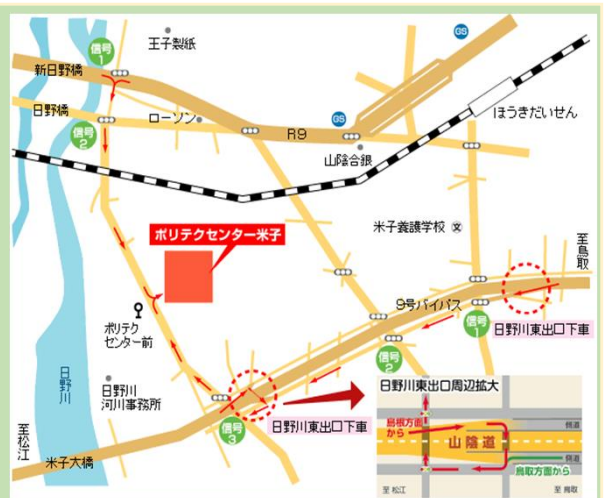 王子製紙
GS
信号
1
新日野橋
日野橋
ローソン
信号
2
GS
R9
山陰合銀
ほうきだいせん
ポリテクセンター米子
米子養護学校
文
至鳥取
9号バイパス
信号
1
日野川東出口下車
信号
2
ポリテク
センター前
日野川
日野川
河川事務所
至松江
米子大橋
信号
3
日野川東出口下車
日野川東出口周辺拡大
島根方面
から
側道
山陰道
側道
鳥取方面から
至 松江
至 鳥取